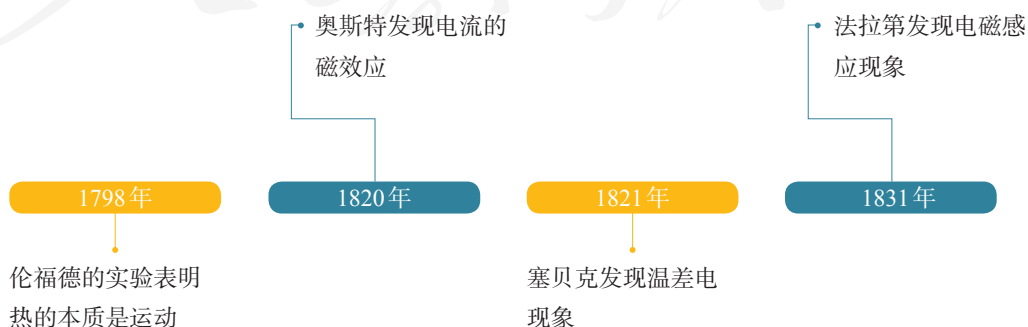 奥斯特发现电流的
磁效应
法拉第发现电磁感
应现象
1798年
1820年
1821年
1831年
伦福德的实验表明
热的本质是运动
塞贝克发现温差电
现象